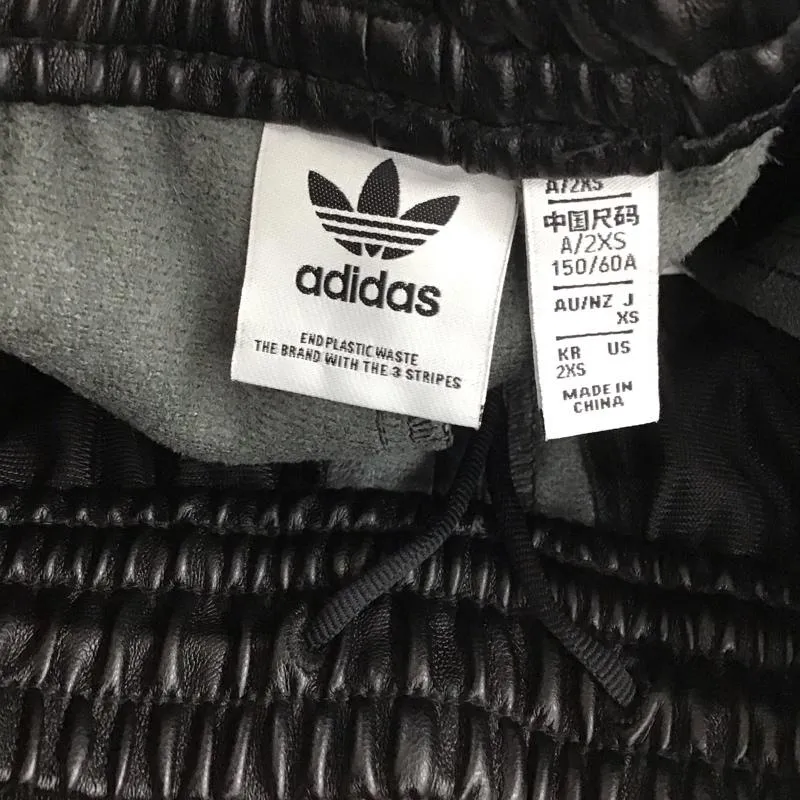 adidas
END PLASTIC WASTE
THE BRAND WITH THE 3 STRIPES
A/2XS
中国尺码
A/2XS
150/60A
AU/NZ J
XS
KR US
2XS
MADE IN
CHINA